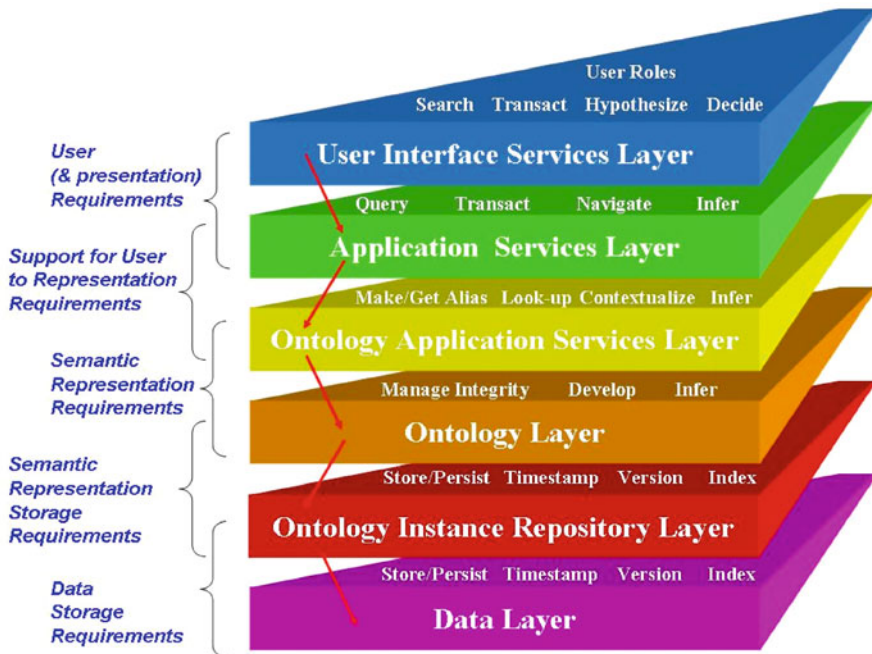 User Roles
Search Transact Hypothesize Decide
User Interface Services Layer
User
(& presentation)
Requirements
Query Transact Navigate Infer
Application Services Layer
Support for User
to Representation
Requirements
Make/Get Alias Look-up Contextualize Infer
Ontology Application Services Layer
Semantic
Representation
Requirements
Manage Integrity Develop Infer
Ontology Layer
Semantic
Representation
Storage
Requirements
Store/Persist Timestamp Version Index
Ontology Instance Repository Layer
Store/Persist Timestamp Version Index
Data
Storage
Requirements
Data Layer